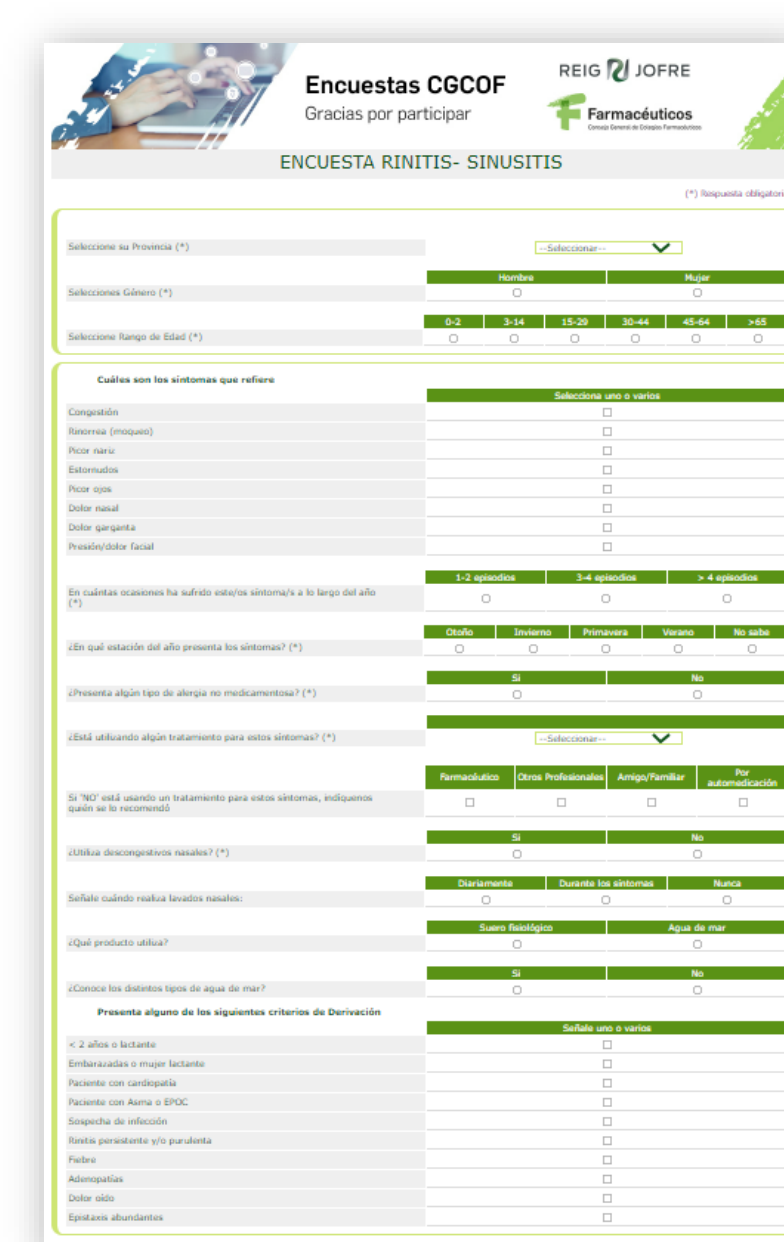 Encuestas CGCOF
Gracias por participar
REIG JOFRE
Farmacéuticos
Consejo General de Colegios Farmacéuticos
ENCUESTA RINITIS- SINUSITIS
(*) Respuesta obligatori
Seleccione su Provincia (*)
--Seleccionar--
Hombre Mujer
Selecciones Género (*)
0-2 3-14 15-29 30-44 45-64 >65
Seleccione Rango de Edad (*)
Cuáles son los síntomas que refiere
Selecciona uno o varios
Congestión
Rinorrea (moqueo)
Picor nariz
Estornudos
Picor ojos
Dolor nasal
Dolor garganta
Presión/dolor facial
1-2 episodios 3-4 episodios > 4 episodios
En cuántas ocasiones ha sufrido este/os síntoma/s a lo largo del año
(*)
Otoño Invierno Primavera Verano No sabe
¿En qué estación del año presenta los síntomas? (*)
Si No
¿Presenta algún tipo de alergia no medicamentosa? (*)
¿Está utilizando algún tratamiento para estos síntomas? (*)
--Seleccionar--
Farmacéutico Otros Profesionales Amigo/Familiar Por
automedicación
Si 'NO' está usando un tratamiento para estos síntomas, indíquenos
quién se lo recomendó
Si No
¿Utiliza descongestivos nasales? (*)
Diariamente Durante los síntomas Nunca
Señale cuándo realiza lavados nasales:
Suero fisiológico Agua de mar
¿Qué producto utiliza?
Si No
¿Conoce los distintos tipos de agua de mar?
Presenta alguno de los siguientes criterios de Derivación
Señale uno o varios
< 2 años o lactante
Embarazadas o mujer lactante
Paciente con cardiopatía
Paciente con Asma o EPOC
Sospecha de infección
Rinitis persistente y/o purulenta
Fiebre
Adenopatías
Dolor oído
Epistaxis abundantes